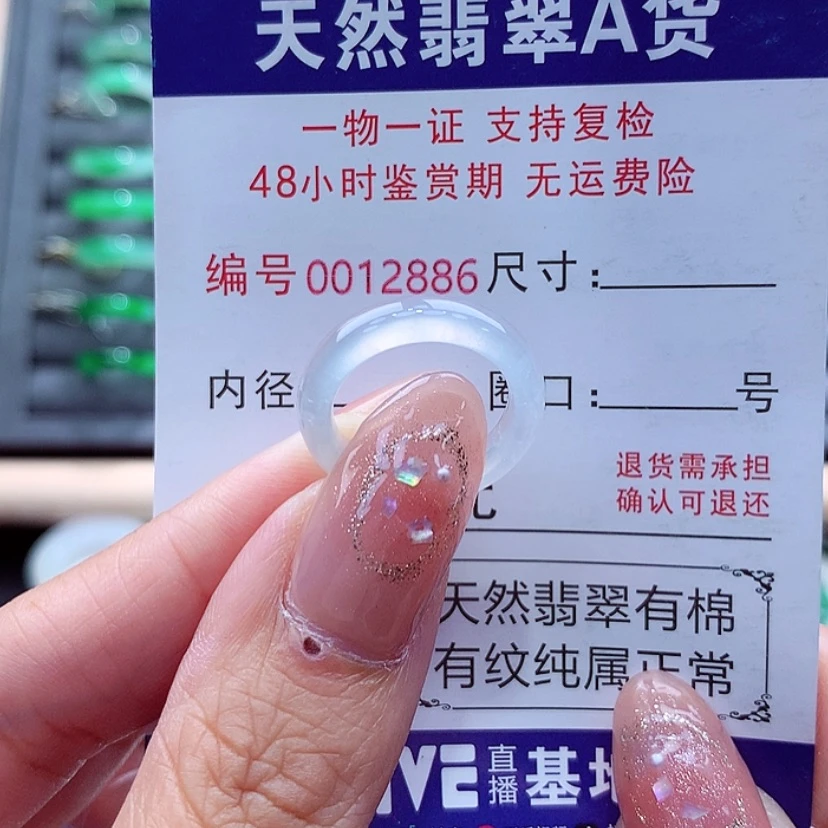 天然翡翠A货
一物一证 支持复检
48小时鉴赏期 无运费险
编号0012886尺寸：
内径 圈口：号
退货需承担
确认可退还
天然翡翠有棉
有纹纯属正常
直播基地